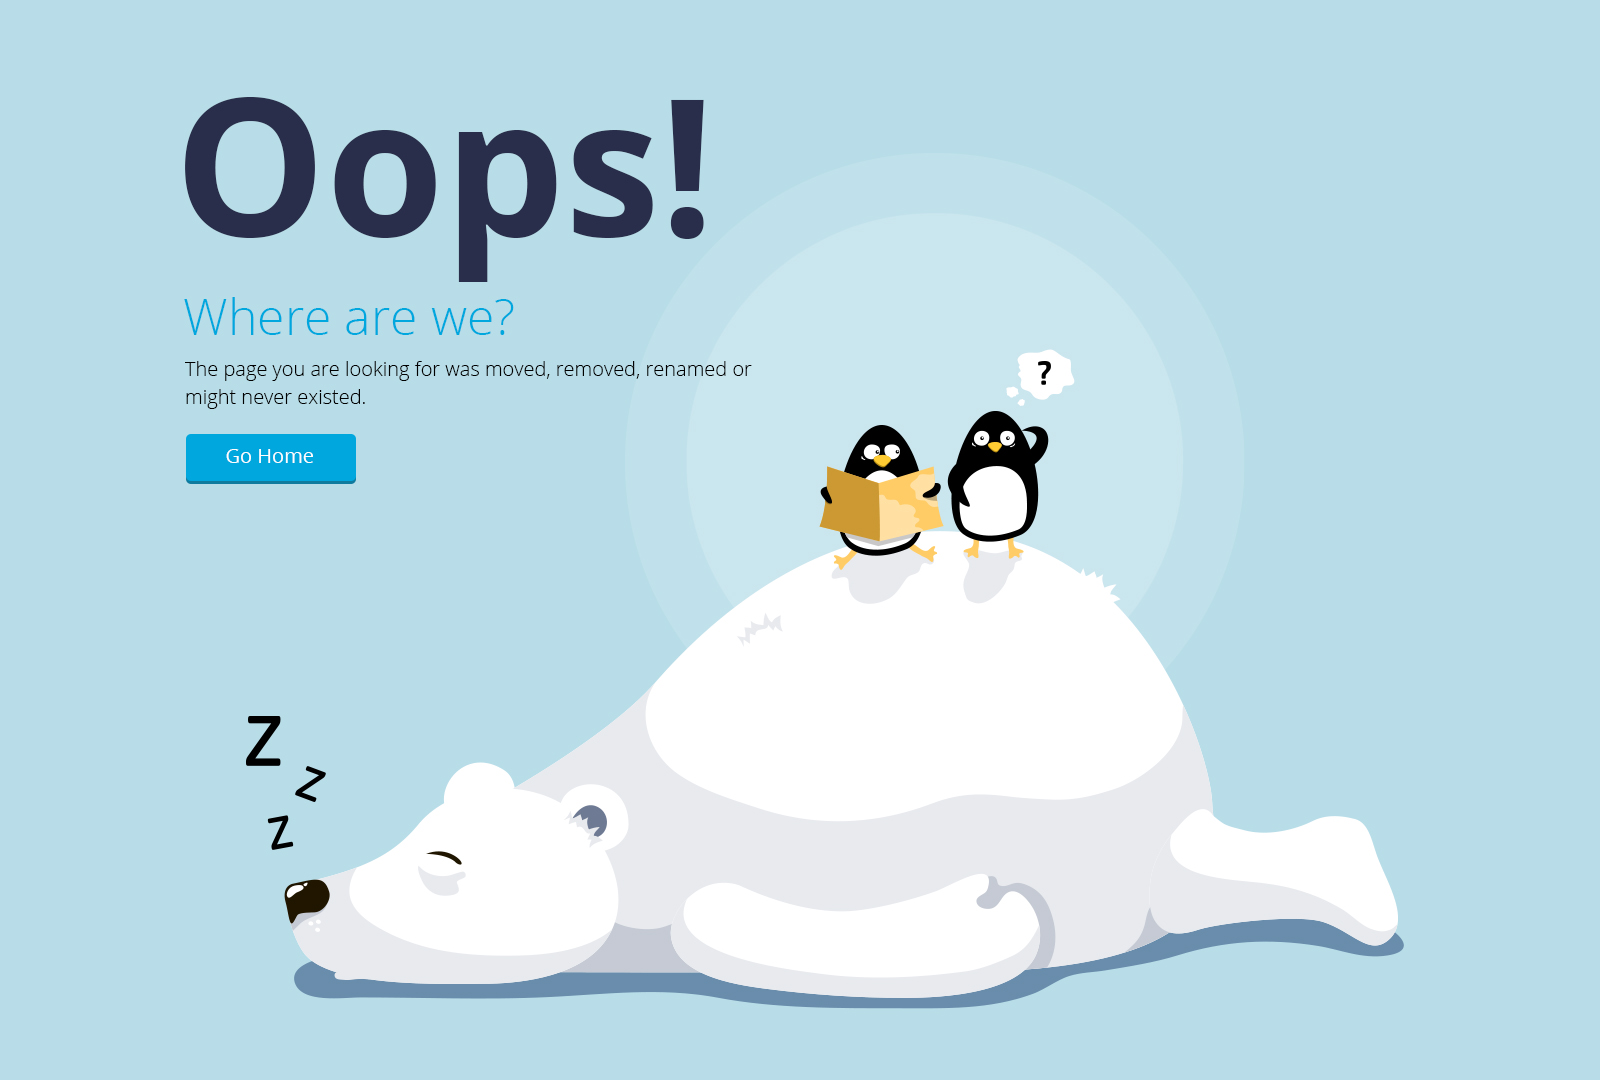 Oops!
Where are we?
The page you are looking for was moved, removed, renamed or
might never existed.
Go Home
?
Z
Z
Z